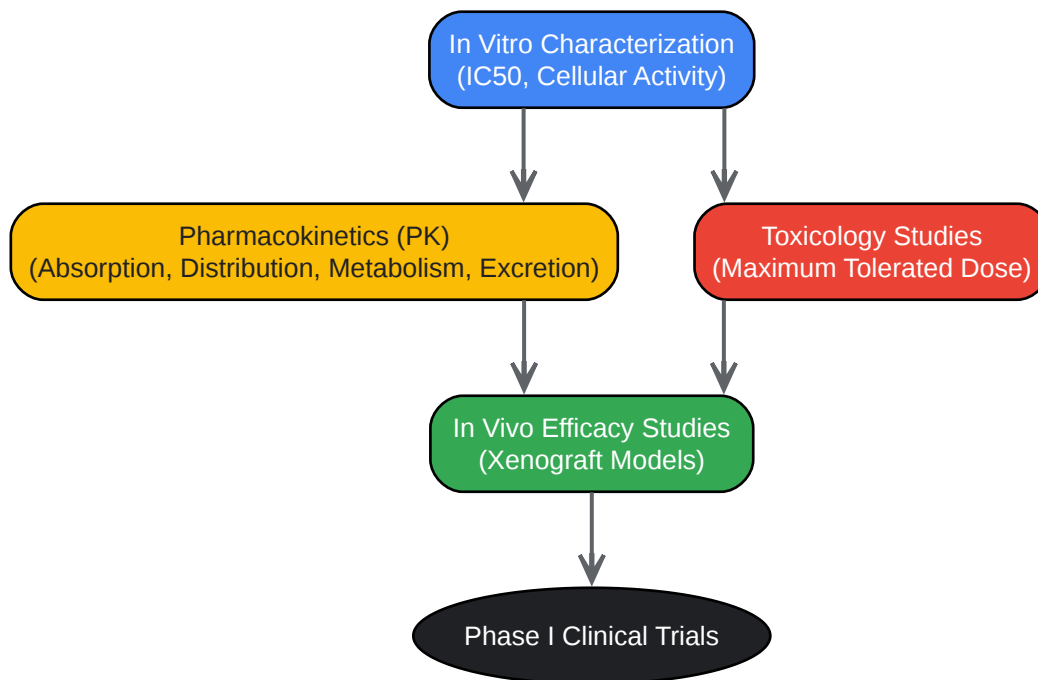 In Vitro Characterization
(IC50, Cellular Activity)
Pharmacokinetics (PK)
(Absorption, Distribution, Metabolism, Excretion)
Toxicology Studies
(Maximum Tolerated Dose)
In Vivo Efficacy Studies
(Xenograft Models)
Phase I Clinical Trials